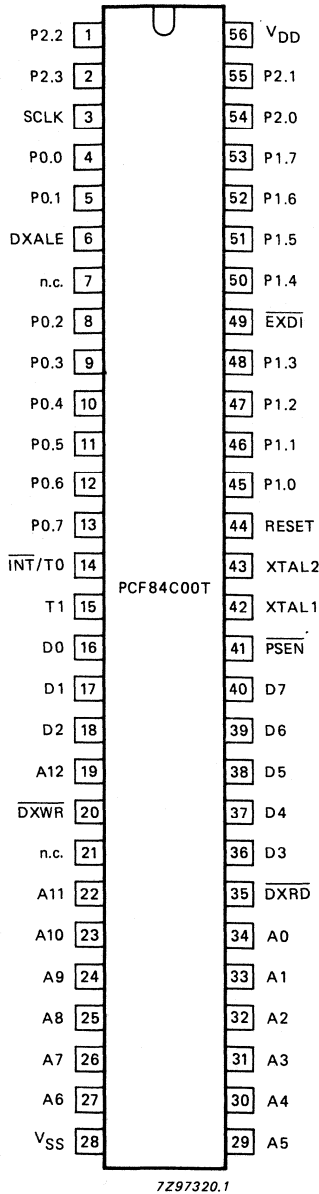 P2.2 1 56 VDD
P2.3 2 55 P2.1
SCLK 3 54 P2.0
P0.0 4 53 P1.7
P0.1 5 52 P1.6
DXALE 6 51 P1.5
n.c. 7 50 P1.4
P0.2 8 49 EXDI
P0.3 9 48 P1.3
P0.4 10 47 P1.2
P0.5 11 46 P1.1
P0.6 12 45 P1.0
P0.7 13 44 RESET
INT/T0 14 43 XTAL2
PCF84C00T
T1 15 42 XTAL1
D0 16 41 PSEN
D1 17 40 D7
D2 18 39 D6
A12 19 38 D5
DXWR 20 37 D4
n.c. 21 36 D3
A11 22 35 DXRD
A10 23 34 A0
A9 24 33 A1
A8 25 32 A2
A7 26 31 A3
A6 27 30 A4
VSS 28 29 A5
7Z97320.1